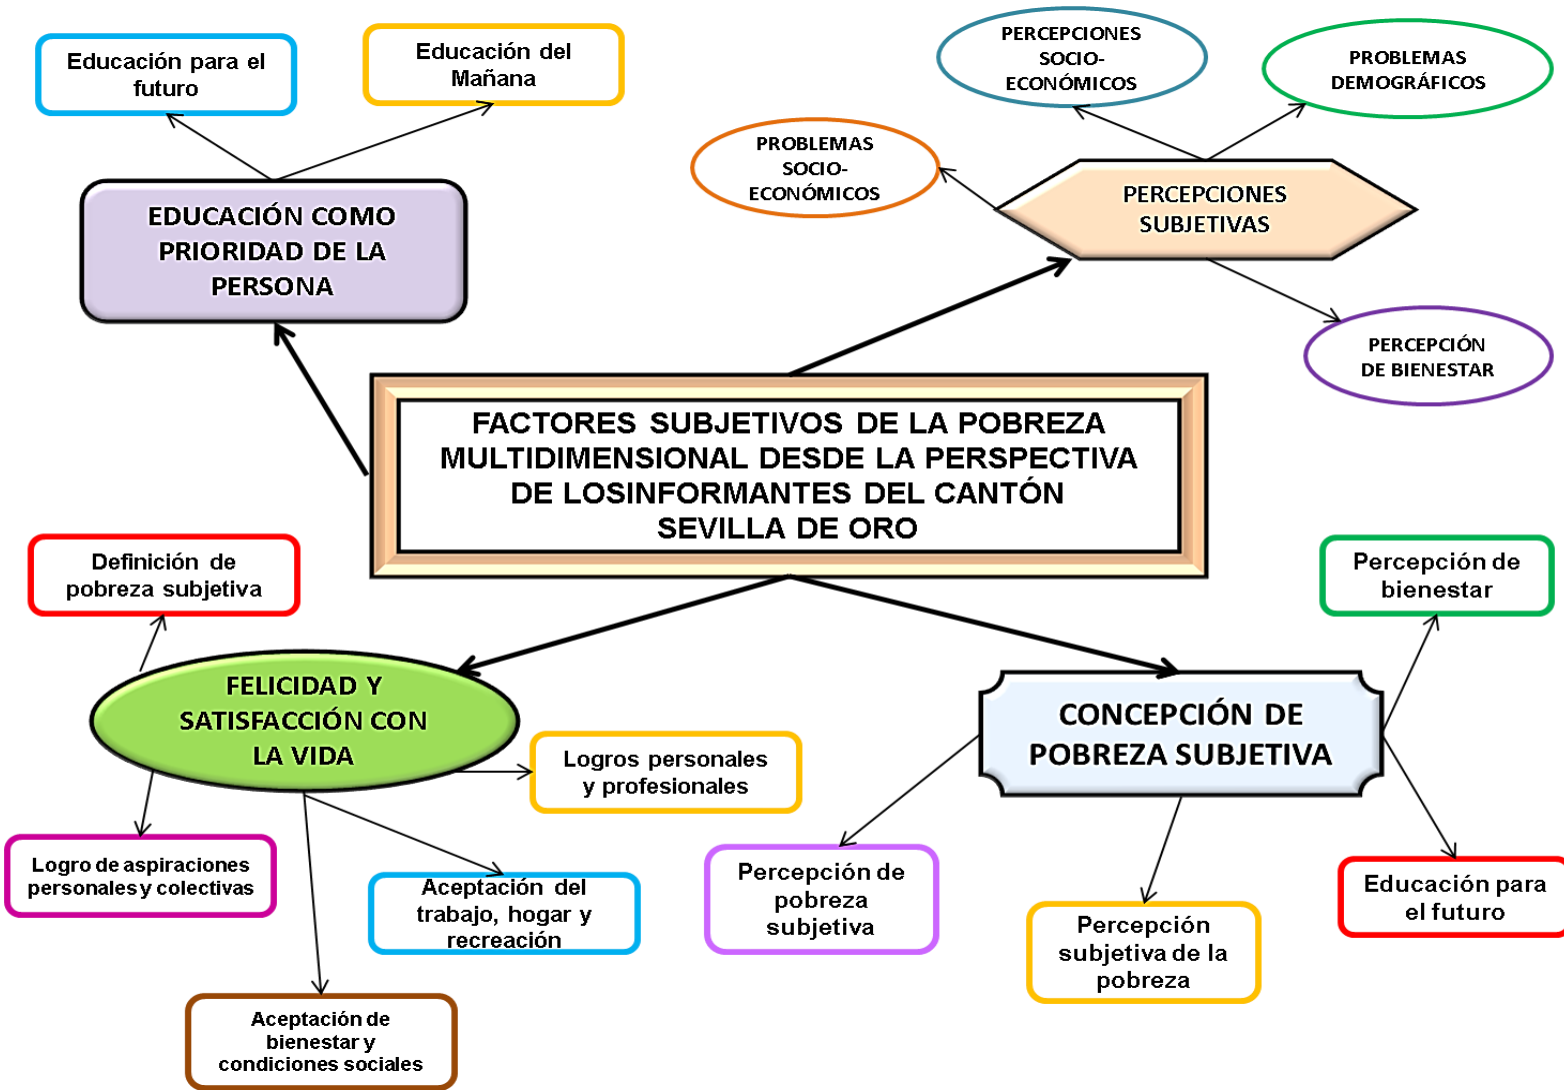 Educación para el
futuro
Educación del
Mañana
EDUCACIÓN COMO
PRIORIDAD DE LA
PERSONA
PERCEPCIONES
SOCIO-
ECONÓMICOS
PROBLEMAS
DEMOGRÁFICOS
PROBLEMAS
SOCIO-
ECONÓMICOS
PERCEPCIONES
SUBJETIVAS
PERCEPCIÓN
DE BIENESTAR
FACTORES SUBJETIVOS DE LA POBREZA
MULTIDIMENSIONAL DESDE LA PERSPECTIVA
DE LOSINFORMANTES DEL CANTÓN
SEVILLA DE ORO
Definición de
pobreza subjetiva
FELICIDAD Y
SATISFACCIÓN CON
LA VIDA
Logros personales
y profesionales
Logro de aspiraciones
personales y colectivas
Aceptación del
trabajo, hogar y
recreación
Aceptación de
bienestar y
condiciones sociales
Percepción de
bienestar
CONCEPCIÓN DE
POBREZA SUBJETIVA
Percepción de
pobreza
subjetiva
Percepción
subjetiva de la
pobreza
Educación para
el futuro